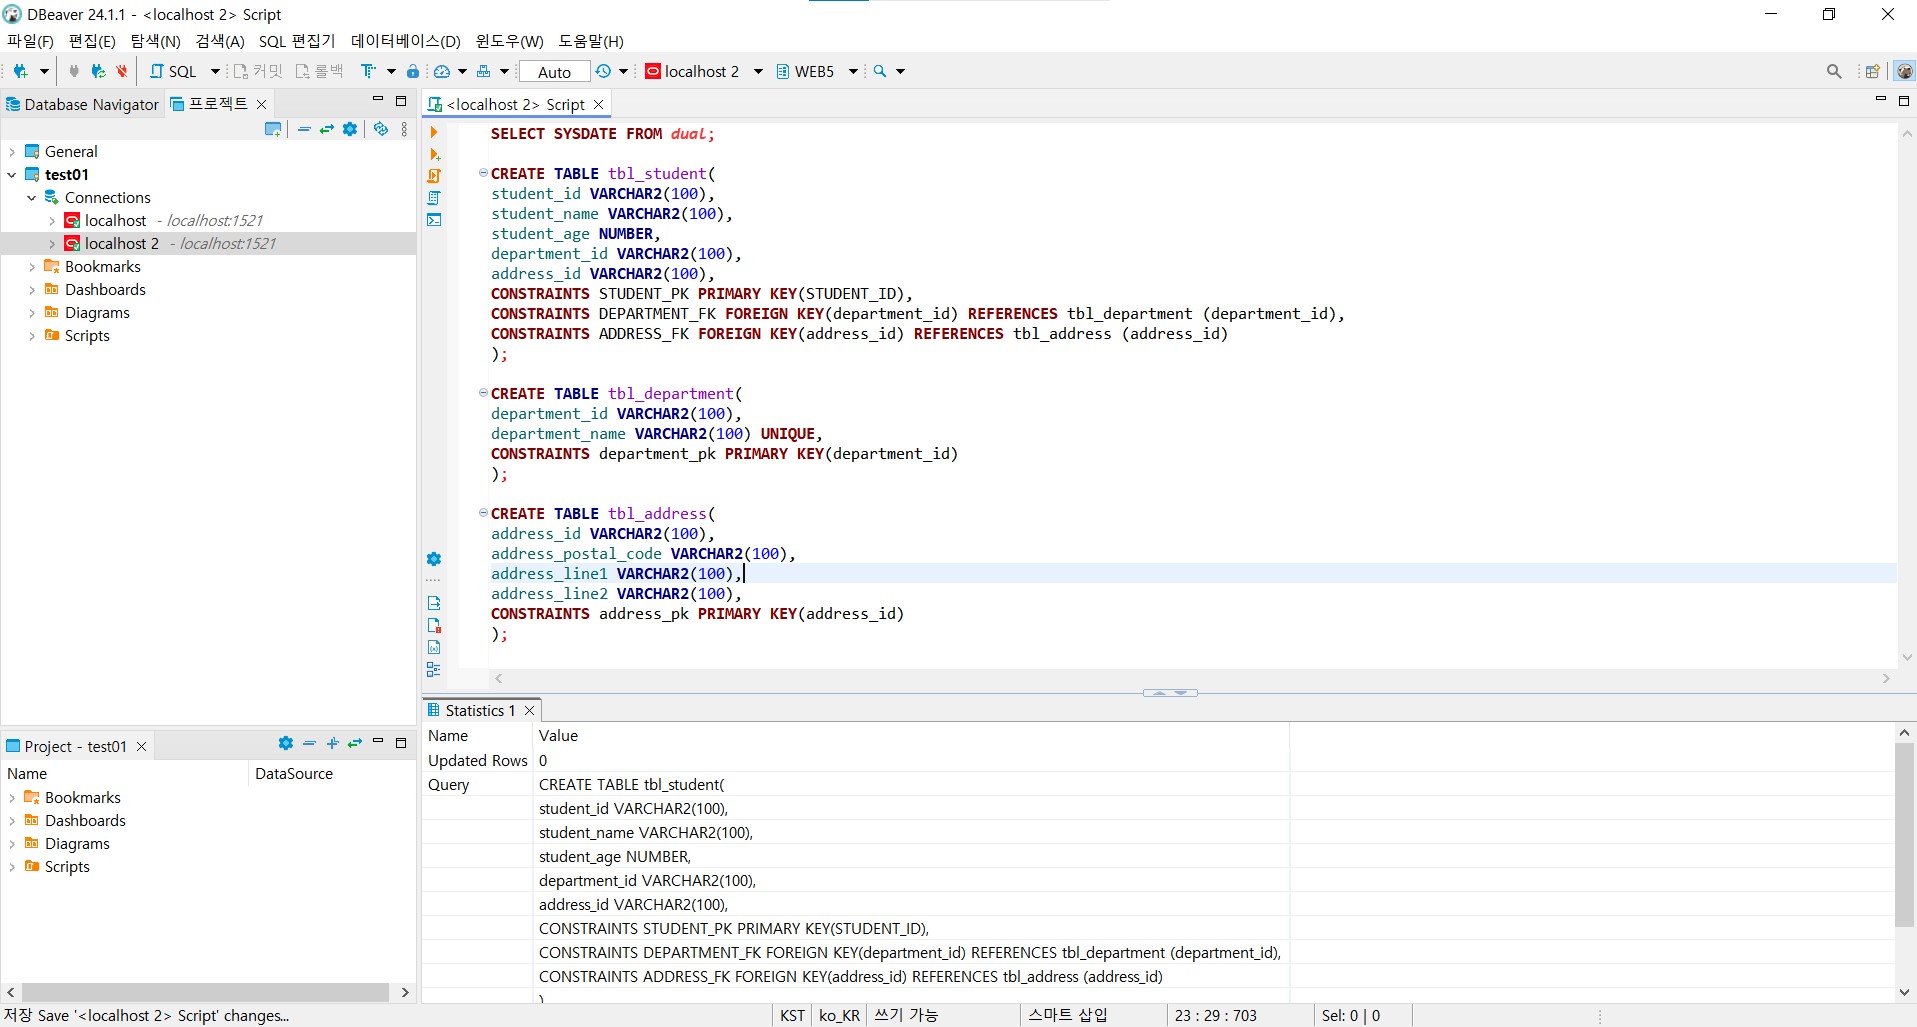 DBeaver 24.1.1 - <localhost 2> Script
파일(F) 편집(E) 탐색(N) 검색(A) SQL 편집기 데이터베이스(D) 윈도우(W) 도움말(H)
SQL 커밋 롤백 Auto localhost 2 WEB5
Database Navigator 프로젝트
General
test01
Connections
localhost - localhost:1521
localhost 2 - localhost:1521
Bookmarks
Dashboards
Diagrams
Scripts
Project - test01
Name DataSource
Bookmarks
Dashboards
Diagrams
Scripts
<localhost 2> Script
SELECT SYSDATE FROM dual;
CREATE TABLE tbl_student(
student_id VARCHAR2(100),
student_name VARCHAR2(100),
student_age NUMBER,
department_id VARCHAR2(100),
address_id VARCHAR2(100),
CONSTRAINTS STUDENT_PK PRIMARY KEY(STUDENT_ID),
CONSTRAINTS DEPARTMENT_FK FOREIGN KEY(department_id) REFERENCES tbl_department (department_id),
CONSTRAINTS ADDRESS_FK FOREIGN KEY(address_id) REFERENCES tbl_address (address_id)
);
CREATE TABLE tbl_department(
department_id VARCHAR2(100),
department_name VARCHAR2(100) UNIQUE,
CONSTRAINTS department_pk PRIMARY KEY(department_id)
);
CREATE TABLE tbl_address(
address_id VARCHAR2(100),
address_postal_code VARCHAR2(100),
address_line1 VARCHAR2(100),
address_line2 VARCHAR2(100),
CONSTRAINTS address_pk PRIMARY KEY(address_id)
);
Statistics 1
Name Value
Updated Rows 0
Query CREATE TABLE tbl_student(
student_id VARCHAR2(100),
student_name VARCHAR2(100),
student_age NUMBER,
department_id VARCHAR2(100),
address_id VARCHAR2(100),
CONSTRAINTS STUDENT_PK PRIMARY KEY(STUDENT_ID),
CONSTRAINTS DEPARTMENT_FK FOREIGN KEY(department_id) REFERENCES tbl_department (department_id),
CONSTRAINTS ADDRESS_FK FOREIGN KEY(address_id) REFERENCES tbl_address (address_id)
)
저장 Save '<localhost 2> Script' changes... KST ko_KR 쓰기 가능 스마트 삽입 23 : 29 : 703 Sel: 0 | 0